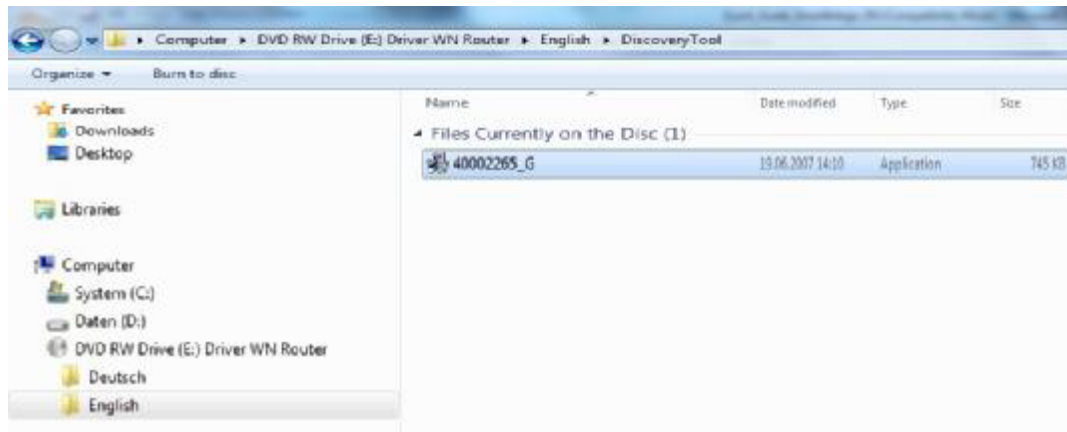 Computer ▸ DVD RW Drive (E:) Driver WN Router ▸ English ▸ DiscoveryTool
Organize Burn to disc
Favorites
Downloads
Desktop
Libraries
Computer
System (C:)
Daten (D:)
DVD RW Drive (E:) Driver WN Router
Deutsch
English
Name Date modified Type Size
Files Currently on the Disc (1)
40002265_G 19.06.2007 14:10 Application 745 KB